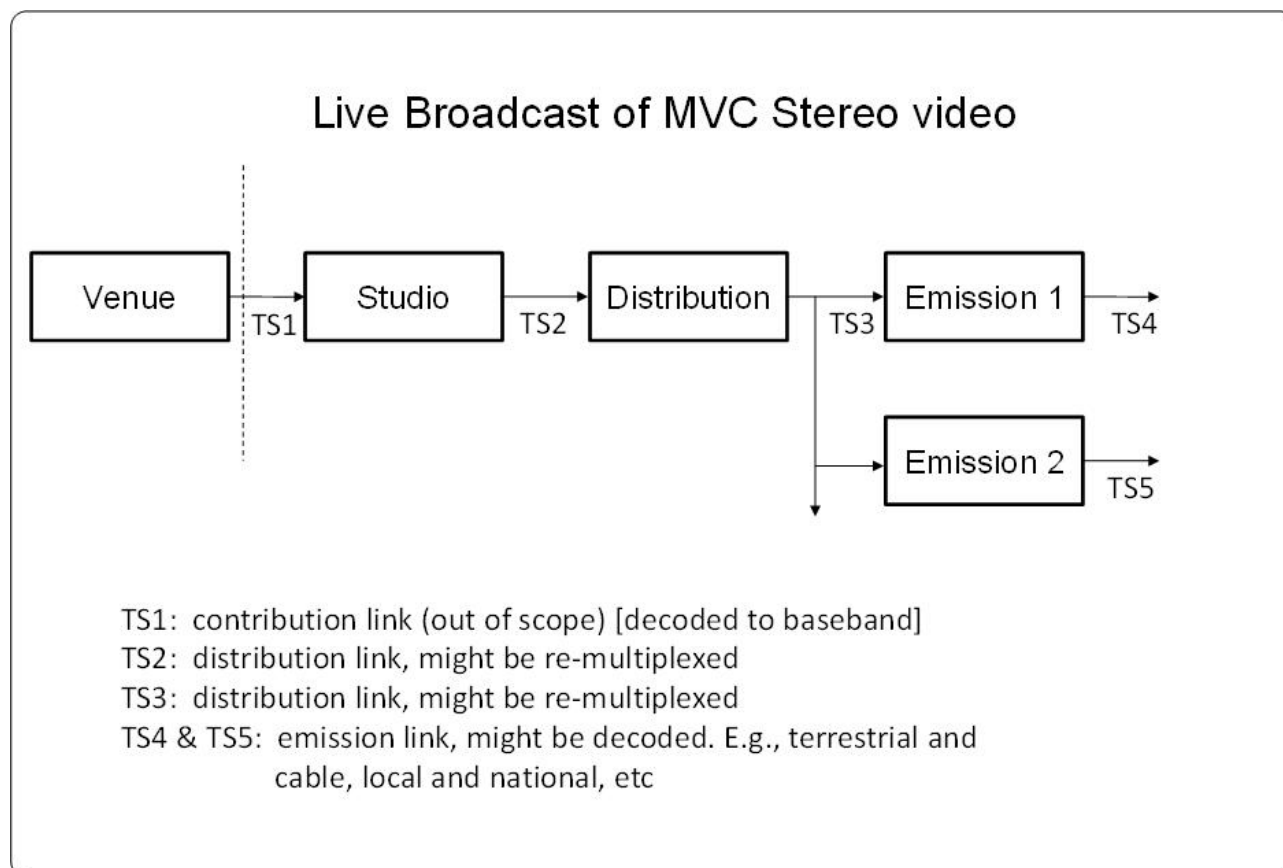 Live Broadcast of MVC Stereo video
Venue
TS1
Studio
TS2
Distribution
TS3
Emission 1
TS4
Emission 2
TS5
TS1: contribution link (out of scope) [decoded to baseband]
TS2: distribution link, might be re-multiplexed
TS3: distribution link, might be re-multiplexed
TS4 & TS5: emission link, might be decoded. E.g., terrestrial and
cable, local and national, etc